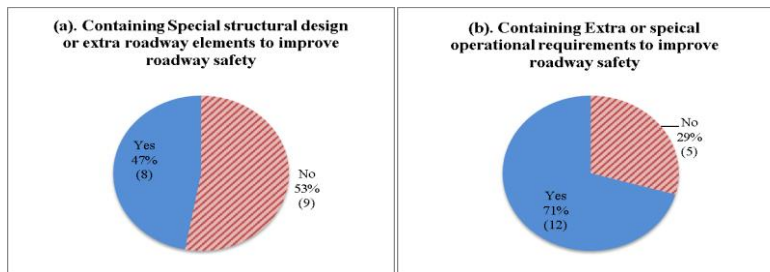 (a). Containing Special structural design
or extra roadway elements to improve
roadway safety
Yes
47%
(8)
No
53%
(9)
(b). Containing Extra or speical
operational requirements to improve
roadway safety
No
29%
(5)
Yes
71%
(12)